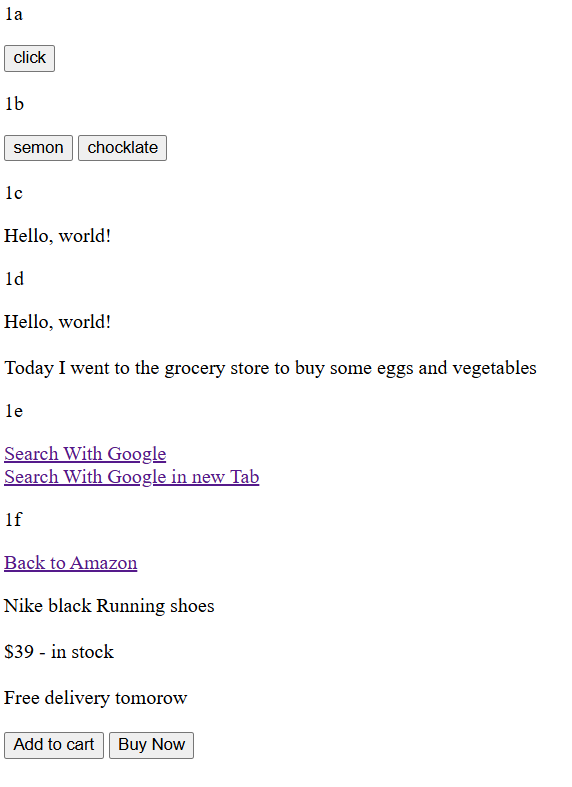 1a
click
1b
semon chocklate
1c
Hello, world!
1d
Hello, world!
Today I went to the grocery store to buy some eggs and vegetables
1e
Search With Google
Search With Google in new Tab
1f
Back to Amazon
Nike black Running shoes
$39 - in stock
Free delivery tomorow
Add to cart Buy Now